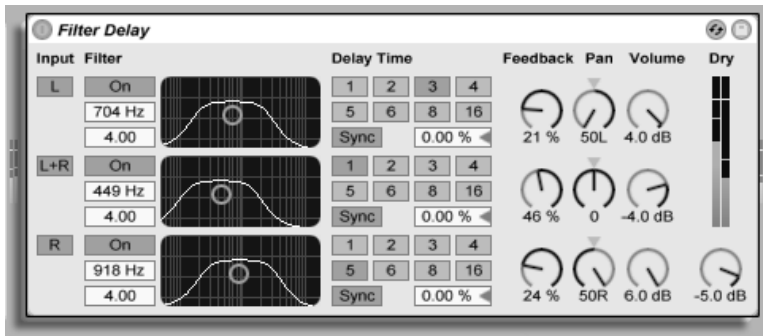 Filter Delay
Input Filter Delay Time Feedback Pan Volume Dry
L On 1 2 3 4
704 Hz 5 6 8 16
4.00 Sync 0.00 % 21 % 50L 4.0 dB
L+R On 1 2 3 4
449 Hz 5 6 8 16
4.00 Sync 0.00 % 46 % 0 -4.0 dB
R On 1 2 3 4
918 Hz 5 6 8 16
4.00 Sync 0.00 % 24 % 50R 6.0 dB -5.0 dB